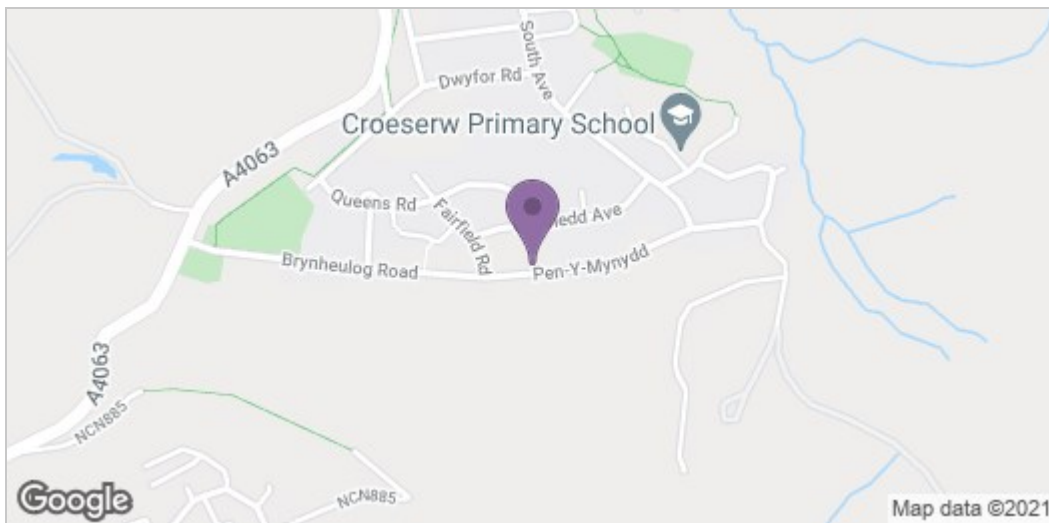 South Ave
Dwyfor Rd
Croeserw Primary School
A4063
Queens Rd
Fairfield Rd
Ave
Brynheulog Road
Pen-Y-Mynydd
A4063
NCN885
NCN885
Google
Map data ©2021